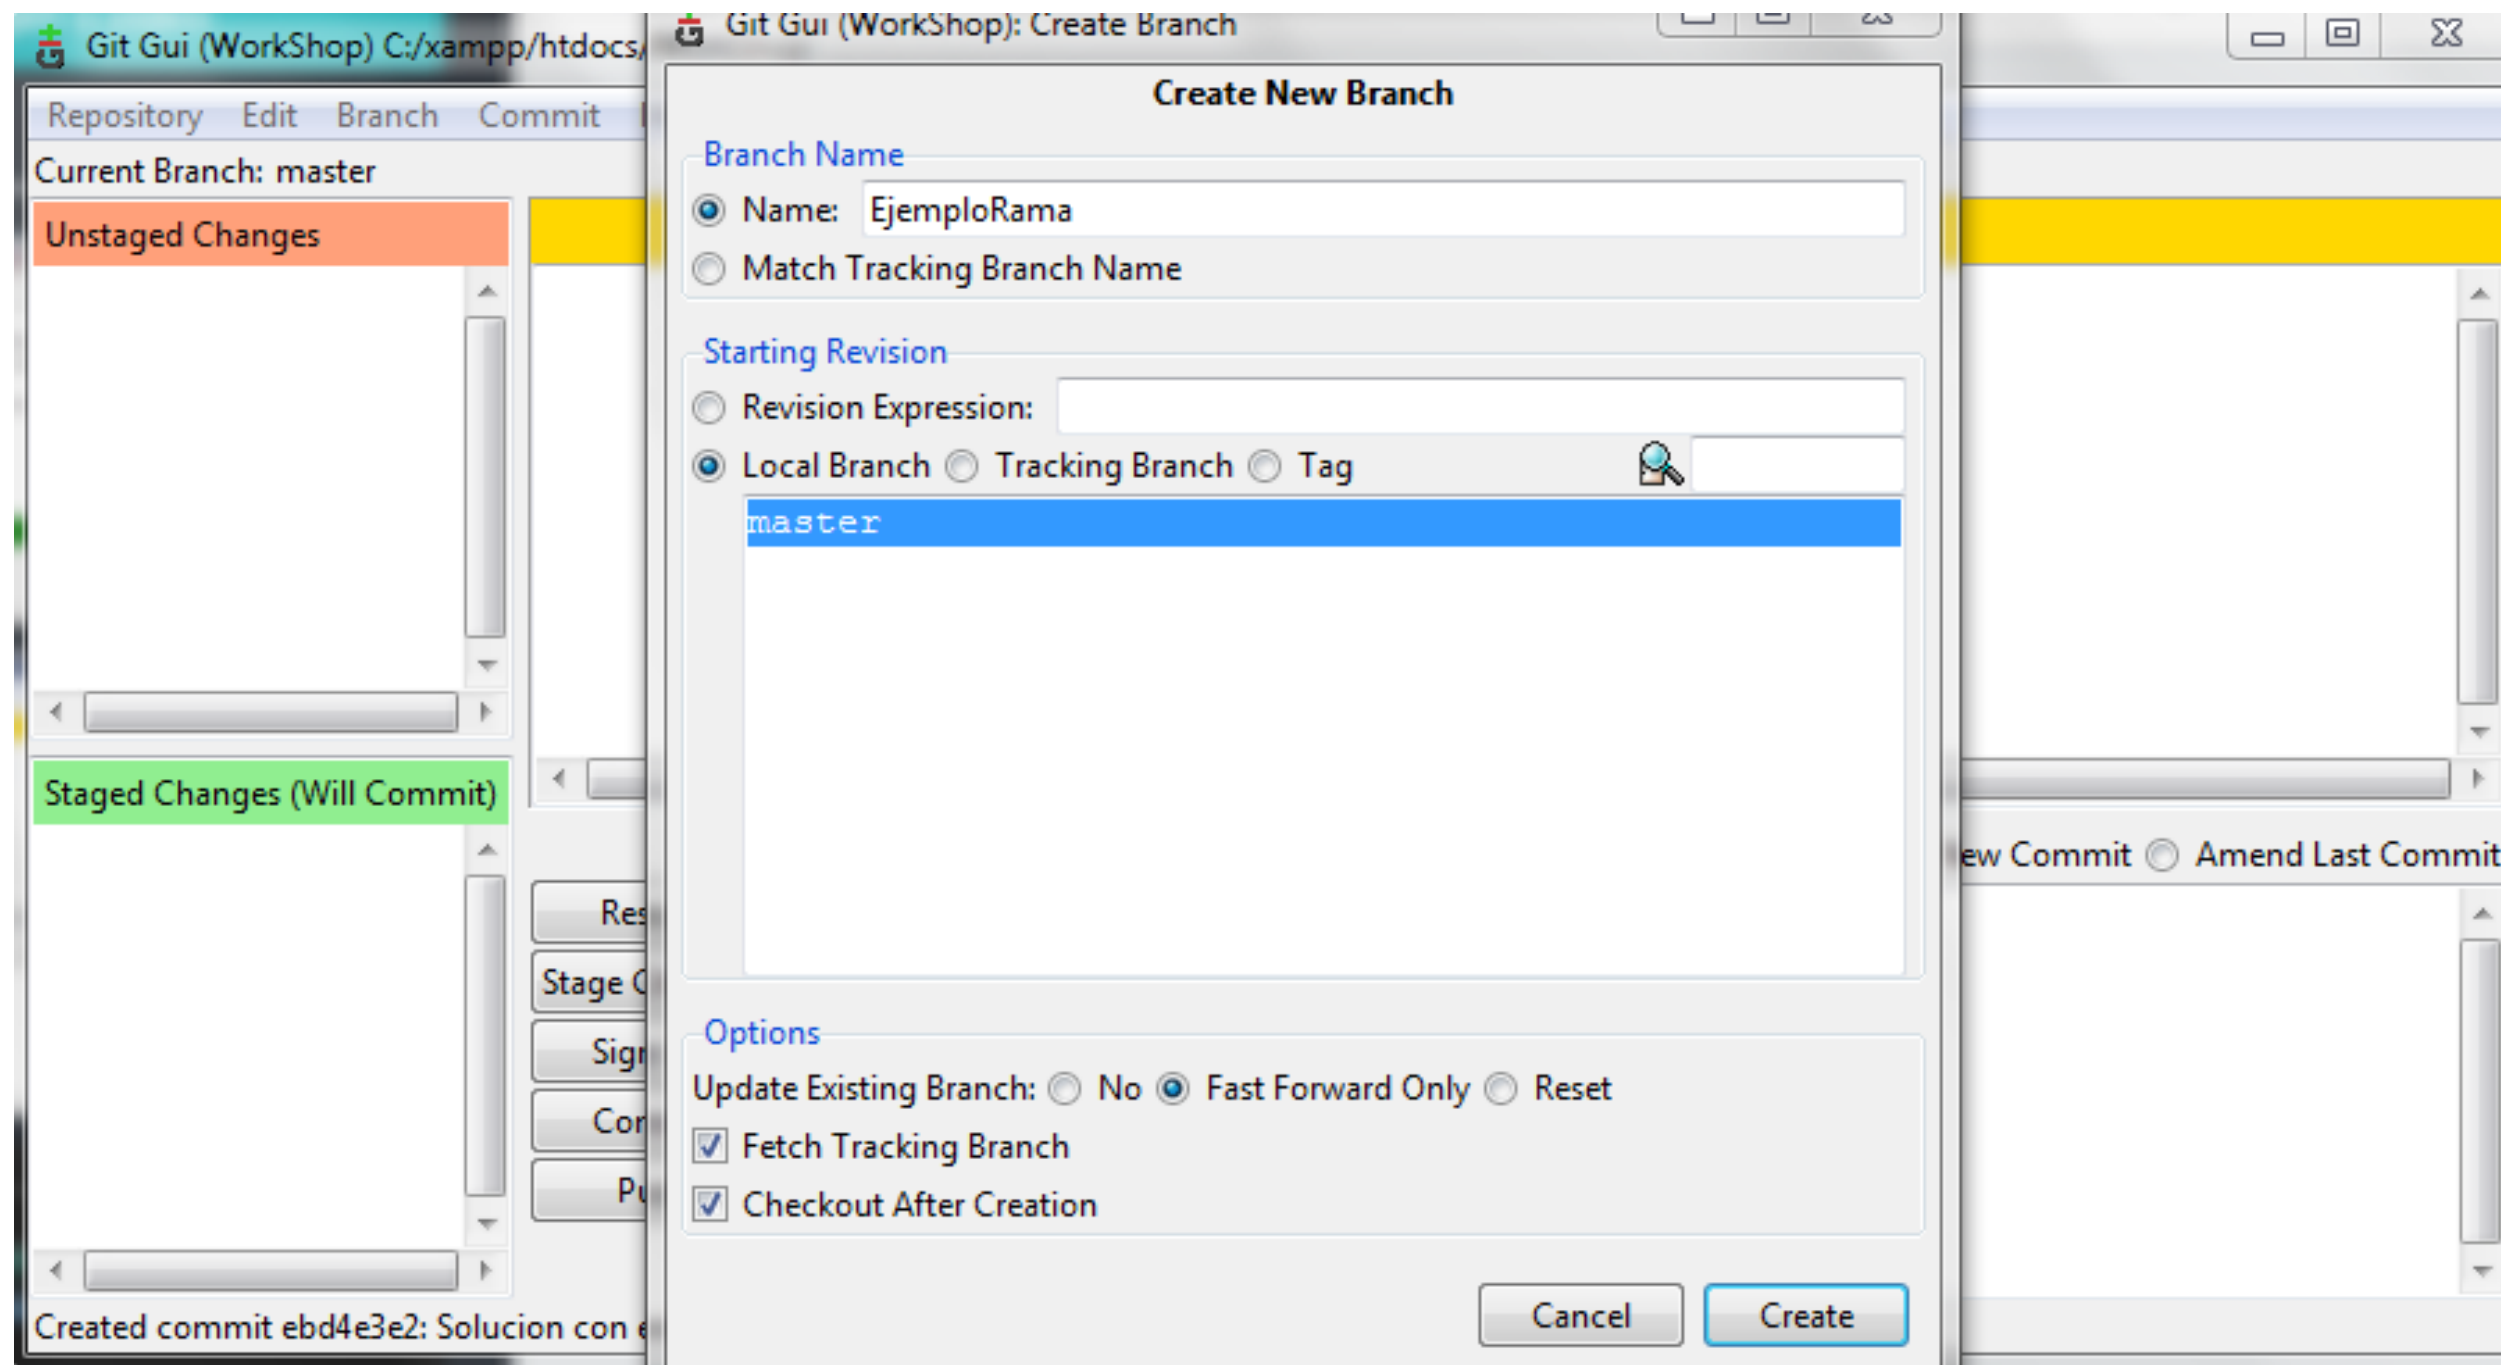 Git Gui (WorkShop) C:/xampp/htdocs/
Repository Edit Branch Commit
Current Branch: master
Unstaged Changes
Staged Changes (Will Commit)
Stage
Created commit ebd4e3e2: Solucion con
Git Gui (WorkShop): Create Branch
Create New Branch
Branch Name
Name: EjemploRama
Match Tracking Branch Name
Starting Revision
Revision Expression:
Local Branch Tracking Branch Tag
master
Options
Update Existing Branch: No Fast Forward Only Reset
Fetch Tracking Branch
Checkout After Creation
Cancel Create
ew Commit Amend Last Commit